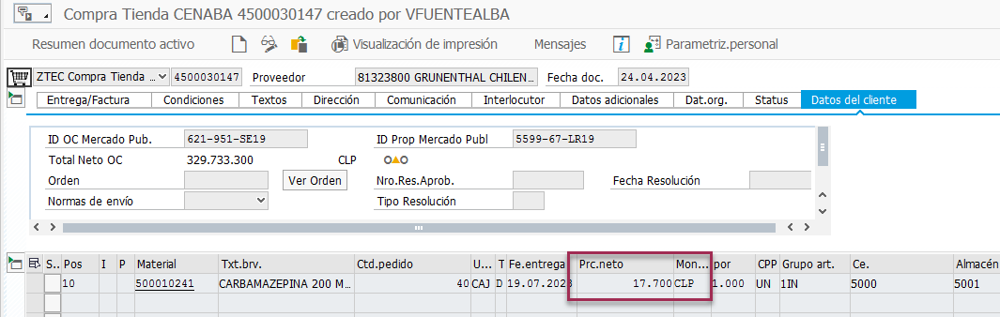 Compra Tienda CENABA 4500030147 creado por VFUENTEALBA
Resumen documento activo Visualización de impresión Mensajes Parametriz.personal
ZTEC Compra Tienda ... 4500030147 Proveedor 81323800 GRUNENTHAL CHILEN... Fecha doc. 24.04.2023
Entrega/Factura Condiciones Textos Dirección Comunicación Interlocutor Datos adicionales Dat.org. Status Datos del cliente
ID OC Mercado Pub. 621-951-SE19 ID Prop Mercado Publ 5599-67-LR19
Total Neto OC 329.733.300 CLP
Orden Ver Orden Nro.Res.Aprob. Fecha Resolución
Normas de envío Tipo Resolución
S... Pos I P Material Txt.brv. Ctd.pedido U... T Fe.entrega Prc.neto Mon... por CPP Grupo art. Ce. Almacén
10 500010241 CARBAMAZEPINA 200 M... 40 CAJ D 19.07.2023 17.700 CLP 1.000 UN 1IN 5000 5001